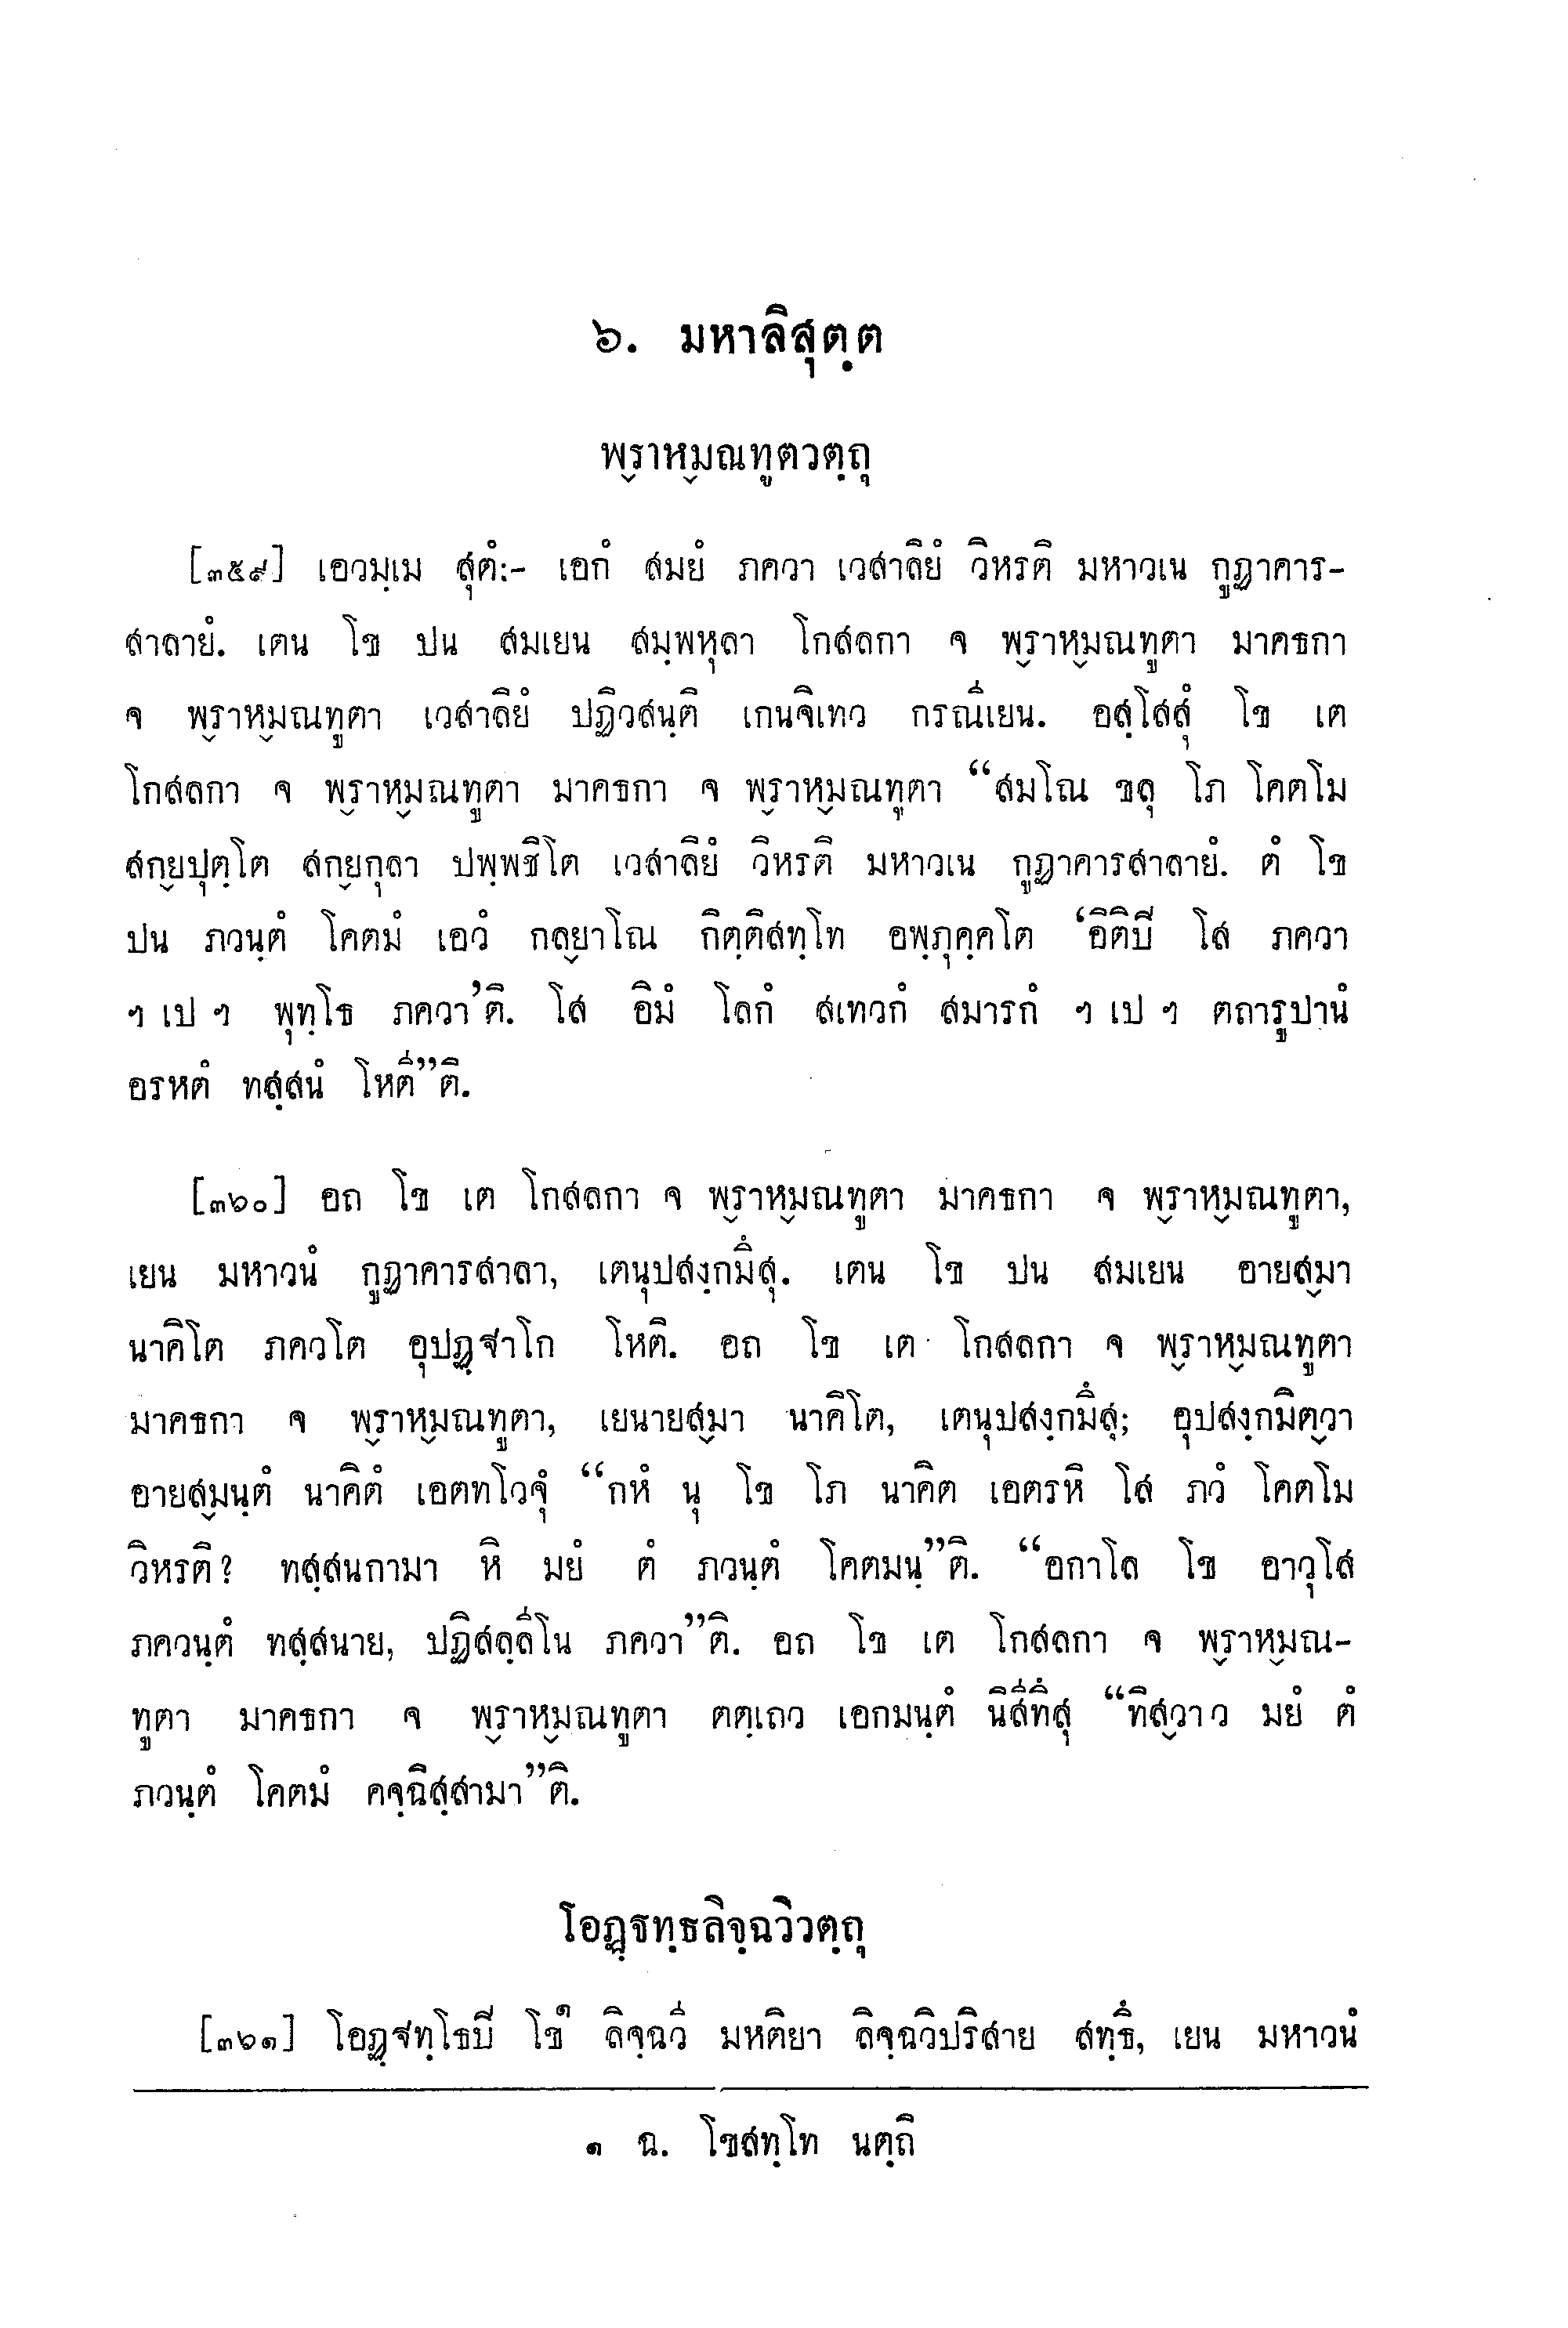 ๖. มหาลิสุตฺต
พ๎ราห๎มณทูตวตฺถุ
[๓๕๙] เอวมฺเม สุตํ:- เอกํ สมยํ ภควา เวสาลิยํ วิหรติ มหาวเน กูฏาคาร-
สาลายํ. เตน โข ปน สมเยน สมฺพหุลา โกสลกา จ พ๎ราห๎มณทูตา มาคธกา
จ พ๎ราห๎มณทูตา เวสาลิยํ ปฏิวสนฺติ เกนจิเทว กรณีเยน. อสฺโสสุํ โข เต
โกสลกา จ พ๎ราห๎มณทูตา มาคธกา จ พ๎ราห๎มณทูตา “สมโณ ขลุ โภ โคตโม
สก๎ยปุตฺโต สก๎ยกุลา ปพฺพชิโต เวสาลิยํ วิหรติ มหาวเน กูฏาคารสาลายํ. ตํ โข
ปน ภวนฺตํ โคตมํ เอวํ กล๎ยาโณ กิตฺติสทฺโท อพฺภุคฺคโต ‘อิติปิ โส ภควา
ฯ เป ฯ พุทฺโธ ภควา’ติ. โส อิมํ โลกํ สเทวกํ สมารกํ ฯ เป ฯ ตถารูปานํ
อรหตํ ทสฺสนํ โหตี”ติ.
[๓๖๐] อถ โข เต โกสลกา จ พ๎ราห๎มณทูตา มาคธกา จ พ๎ราห๎มณทูตา,
เยน มหาวนํ กูฏาคารสาลา, เตนุปสงฺกมึสุ. เตน โข ปน สมเยน อายส๎มา
นาคิโต ภควโต อุปฏฺฐาโก โหติ. อถ โข เต โกสลกา จ พ๎ราห๎มณทูตา
มาคธกา จ พ๎ราห๎มณทูตา, เยนายส๎มา นาคิโต, เตนุปสงฺกมึสุ; อุปสงฺกมิต๎วา
อายส๎มนฺตํ นาคิตํ เอตทโวจุํ “กหํ นุ โข โภ นาคิต เอตรหิ โส ภวํ โคตโม
วิหรติ? ทสฺสนกามา หิ มยํ ตํ ภวนฺตํ โคตมนฺ”ติ. “อกาโล โข อาวุโส
ภควนฺตํ ทสฺสนาย, ปฏิสลฺลีโน ภควา”ติ. อถ โข เต โกสลกา จ พ๎ราห๎มณ-
ทูตา มาคธกา จ พ๎ราห๎มณทูตา ตตฺเถว เอกมนฺตํ นิสีทึสุ “ทิส๎วา ว มยํ ตํ
ภวนฺตํ โคตมํ คจฺฉิสฺสามา”ติ.
โอฏฺฐทฺธลิจฺฉวิวตฺถุ
[๓๖๑] โอฏฺฐทฺโธปิ โข๑ ลิจฺฉวี มหติยา ลิจฺฉวิปริสาย สทฺธึ, เยน มหาวนํ
๑ ฉ. โขสทฺโท นตฺถิ